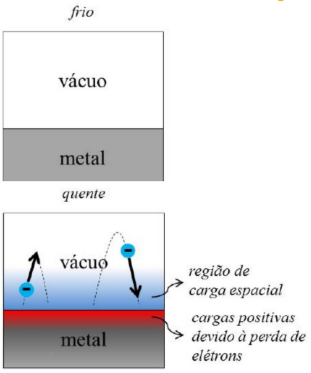 frio
vácuo
metal
quente
vácuo
região de
carga espacial
cargas positivas
devido à perda de
elétrons
metal